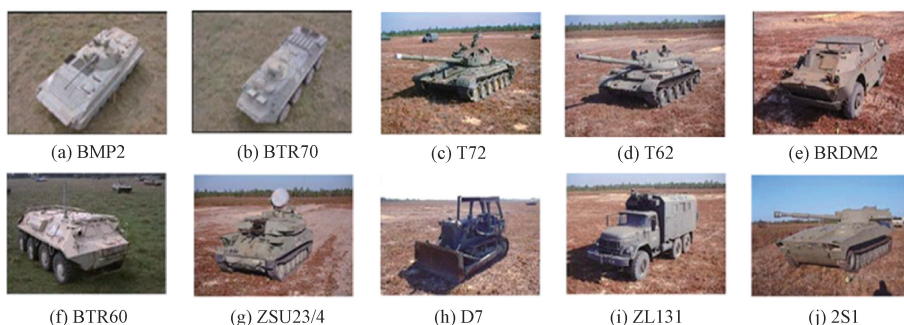 (a) BMP2
(b) BTR70
(c) T72
(d) T62
(e) BRDM2
(f) BTR60
(g) ZSU23/4
(h) D7
(i) ZL131
(j) 2S1